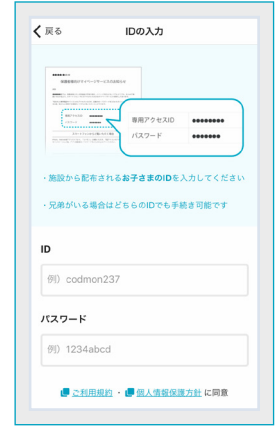 戻る
IDの入力
専用アクセスID ●●●●●●●●
パスワード ●●●●●●●●
・施設から配布されるお子さまのIDを入力してください
・兄弟がいる場合はどちらのIDでも手続き可能です
ID
例）codmon237
パスワード
例）1234abcd
ご利用規約 ・ 個人情報保護方針 に同意